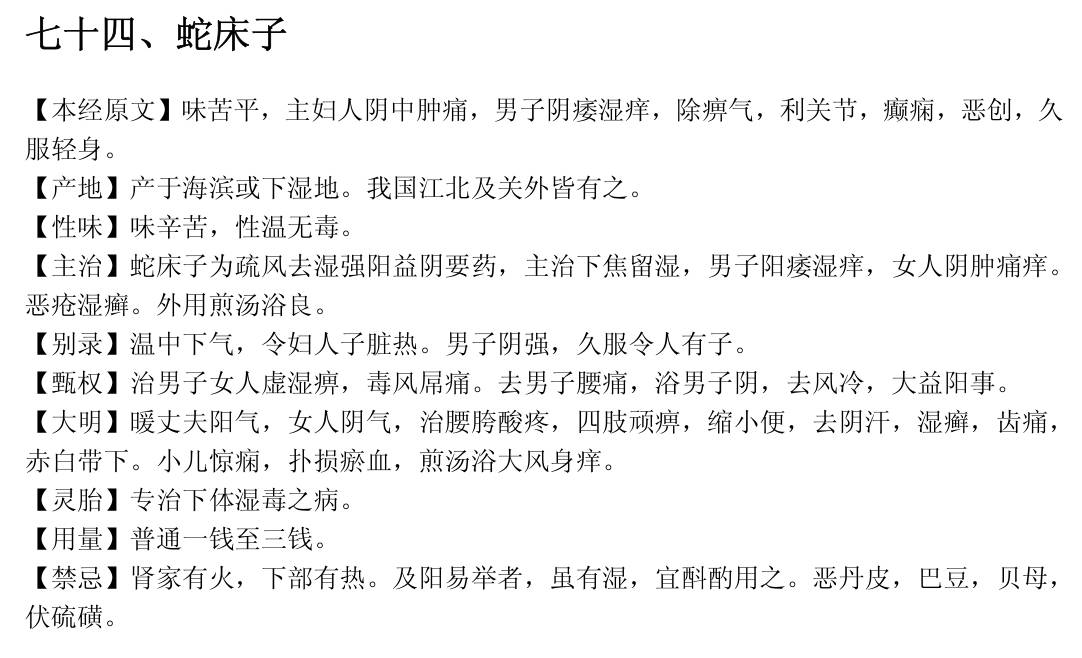 七十四、蛇床子
【本经原文】味苦平，主妇人阴中肿痛，男子阴痿湿痒，除痹气，利关节，癫痫，恶创，久
服轻身。
【产地】产于海滨或下湿地。我国江北及关外皆有之。
【性味】味辛苦，性温无毒。
【主治】蛇床子为疏风去湿强阳益阴要药，主治下焦留湿，男子阳痿湿痒，女人阴肿痛痒。
恶疮湿癣。外用煎汤浴良。
【别录】温中下气，令妇人子脏热。男子阴强，久服令人有子。
【甄权】治男子女人虚湿痹，毒风屌痛。去男子腰痛，浴男子阴，去风冷，大益阳事。
【大明】暖丈夫阳气，女人阴气，治腰胯酸疼，四肢顽痹，缩小便，去阴汗，湿癣，齿痛，
赤白带下。小儿惊痫，扑损瘀血，煎汤浴大风身痒。
【灵胎】专治下体湿毒之病。
【用量】普通一钱至三钱。
【禁忌】肾家有火，下部有热。及阳易举者，虽有湿，宜斟酌用之。恶丹皮，巴豆，贝母，
伏硫磺。